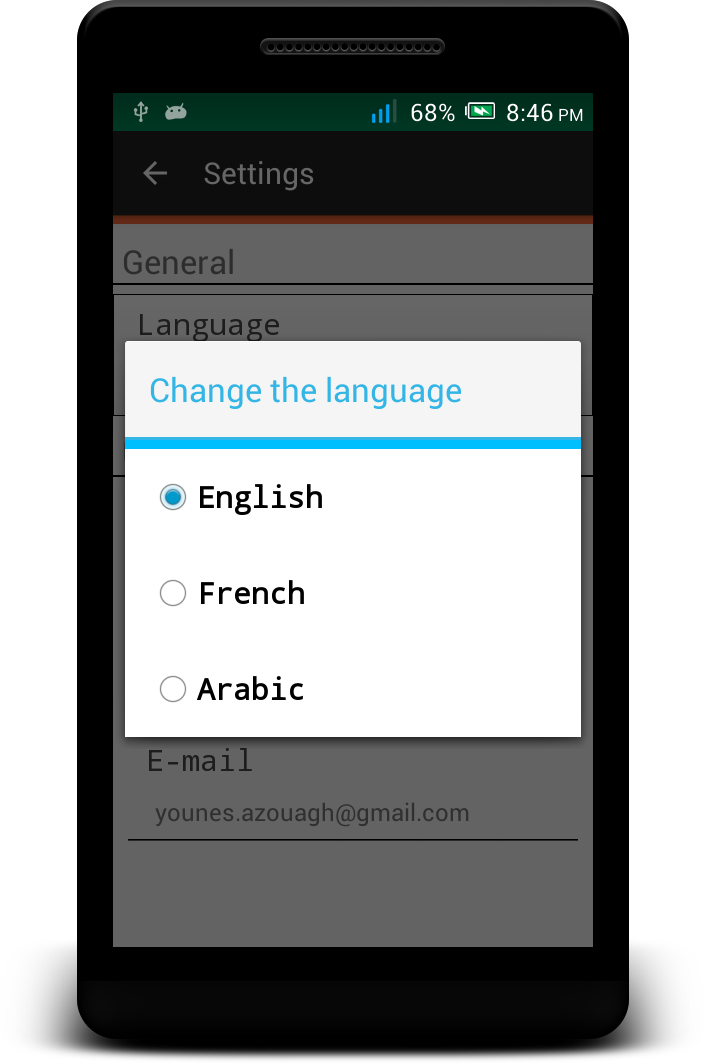 68% 8:46 PM
Settings
General
Language
Change the language
English
French
Arabic
E-mail
younes.azouagh@gmail.com